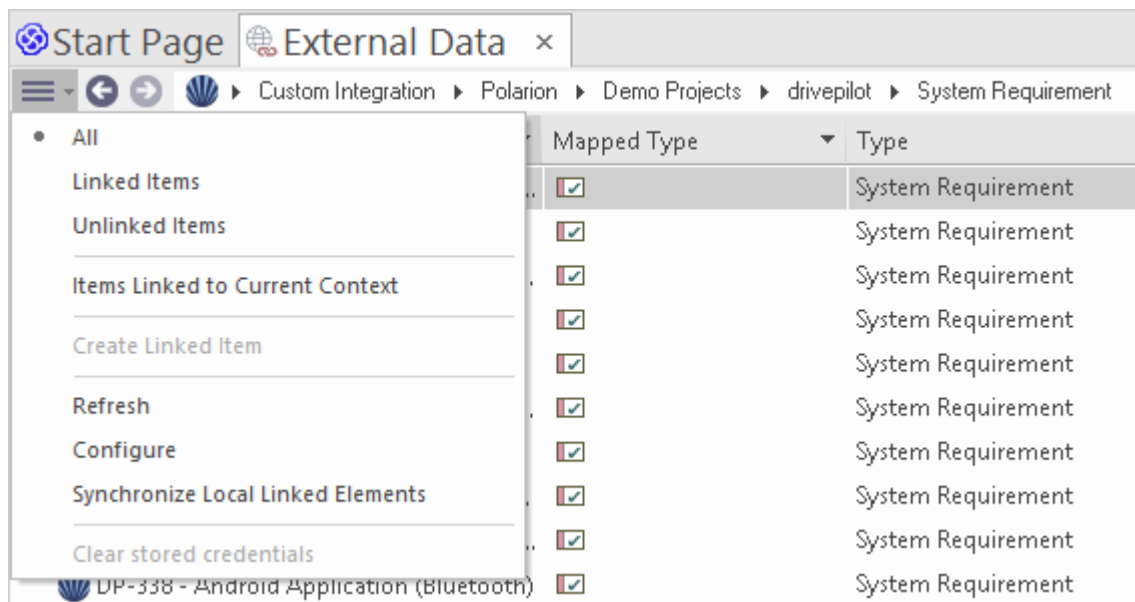 Start Page External Data ×
Custom Integration Polarion Demo Projects drivepilot System Requirement
All Mapped Type Type
Linked Items .. System Requirement
Unlinked Items System Requirement
Items Linked to Current Context . System Requirement
System Requirement
Create Linked Item System Requirement
Refresh . System Requirement
Configure System Requirement
Synchronize Local Linked Elements . System Requirement
Clear stored credentials .. System Requirement
DP-338 - Android Application (Bluetooth) System Requirement